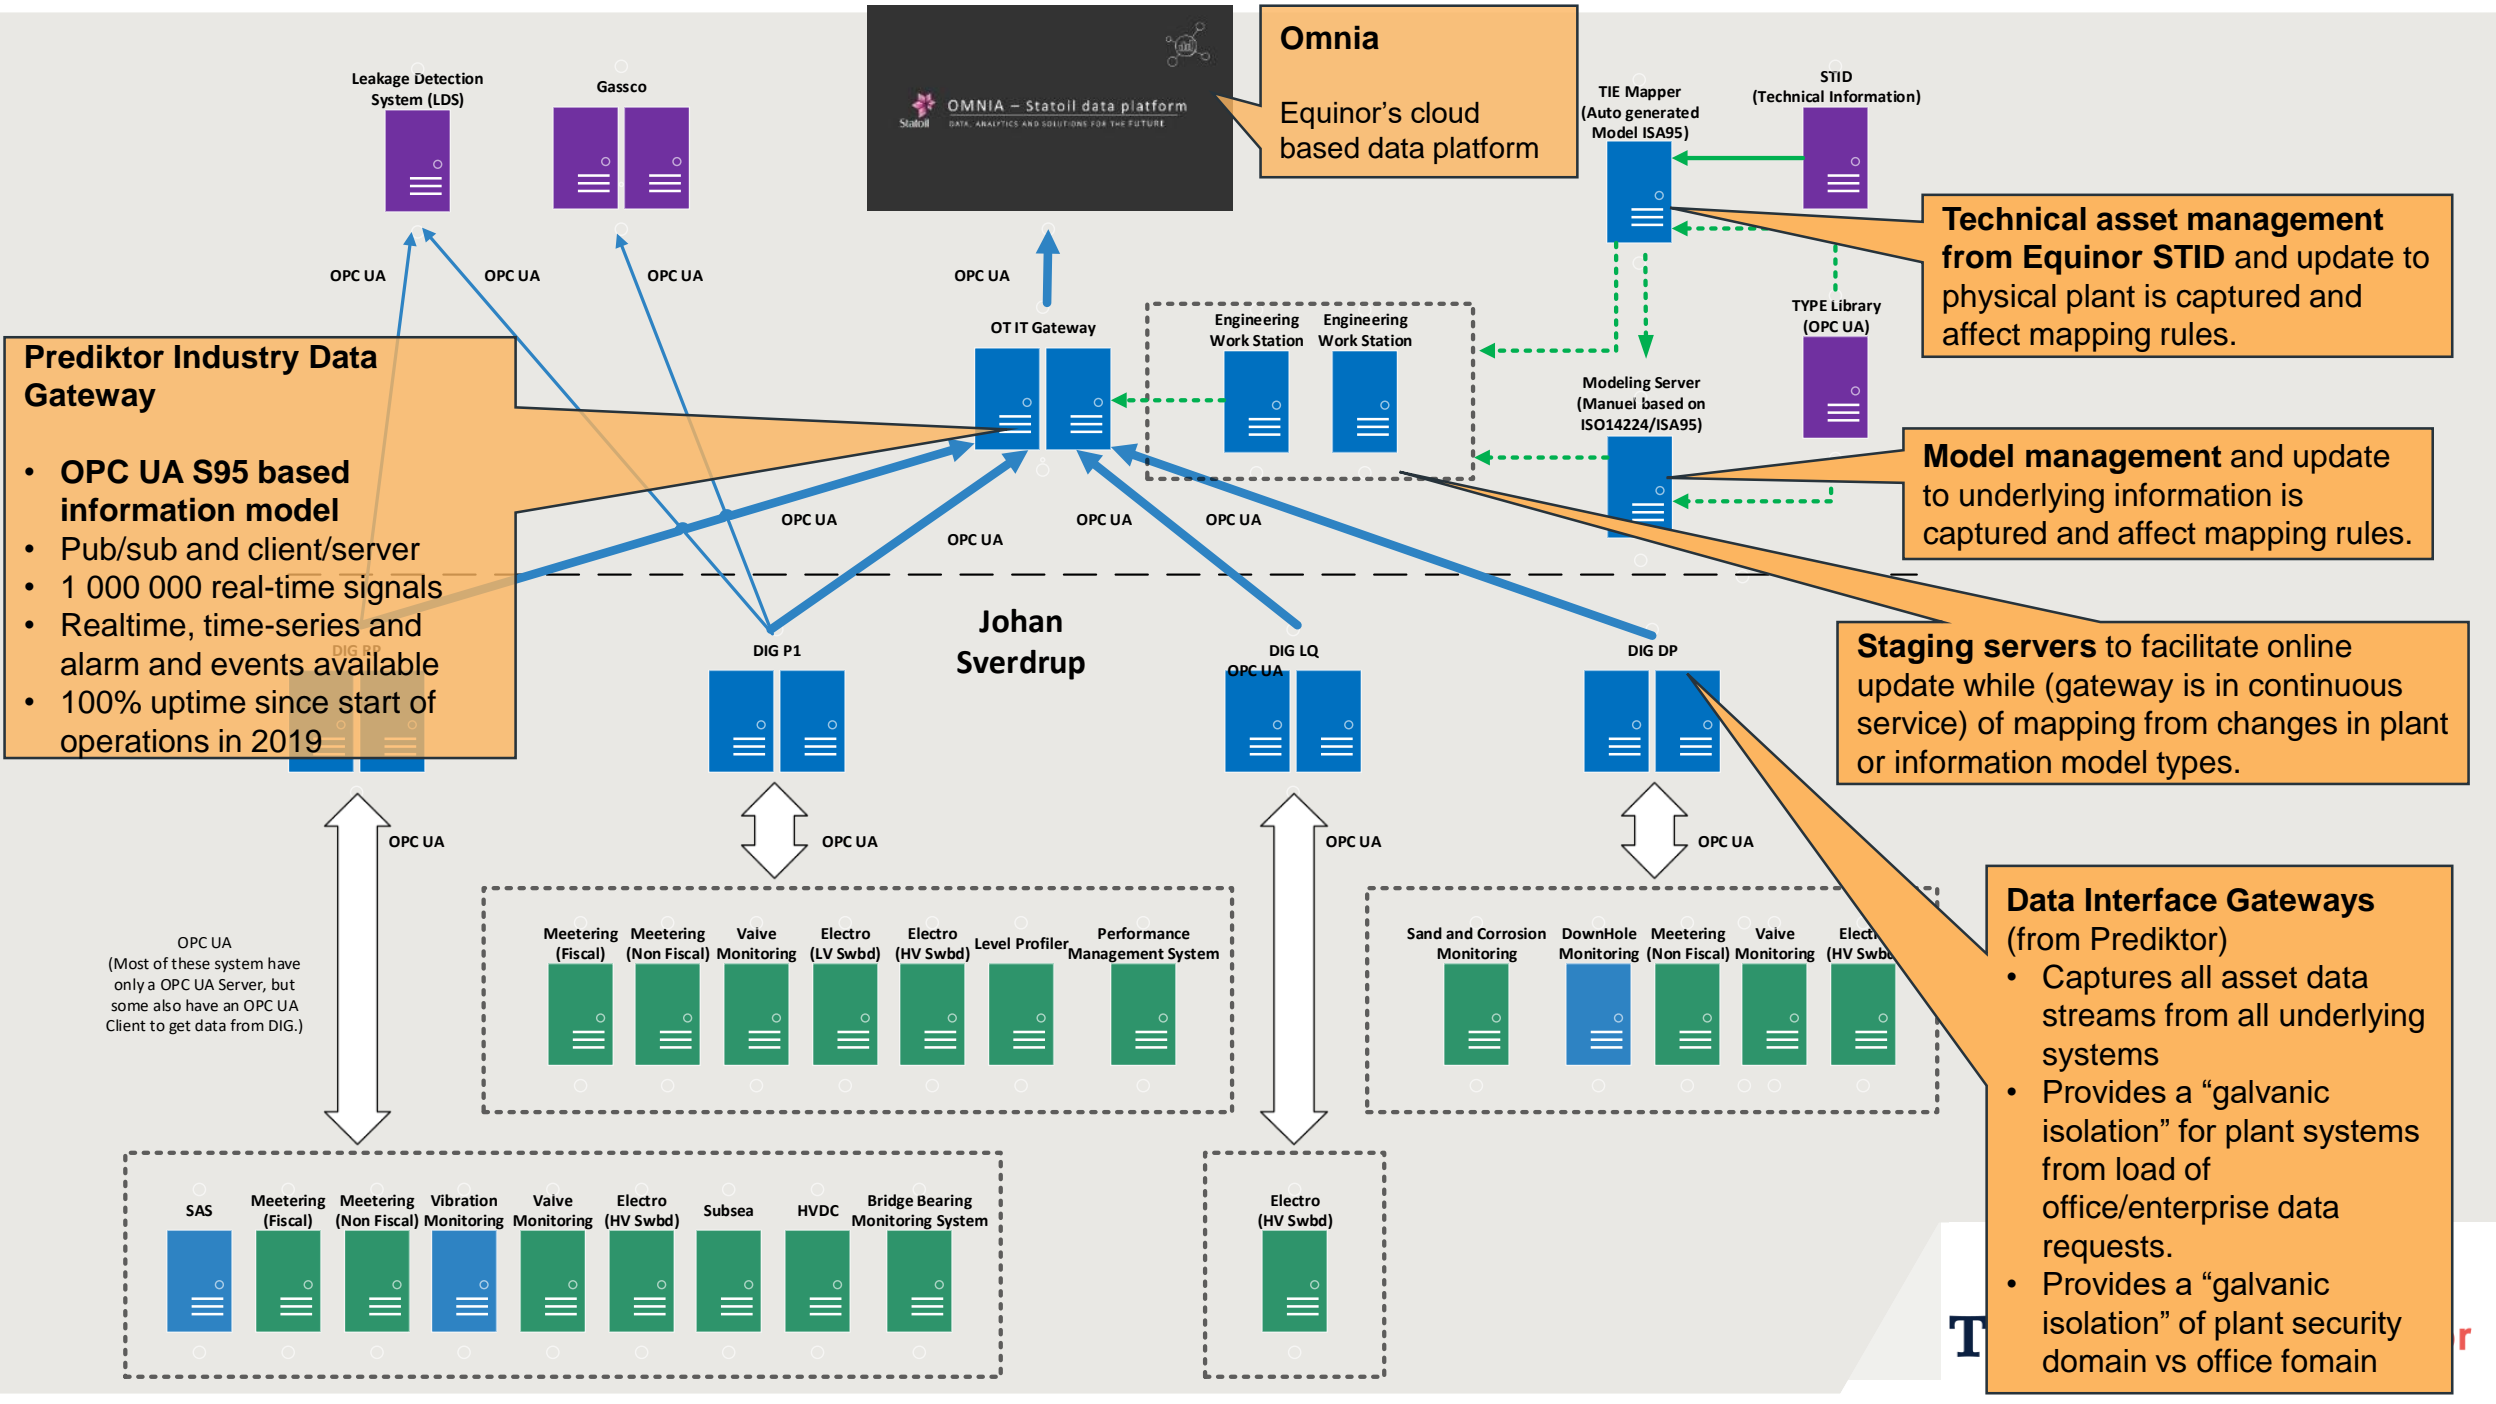 Leakage Detection
System (LDS)
Gassco
OMNIA – Statoil data platform
DATA, ANALYTICS AND SOLUTIONS FOR THE FUTURE
Statoil
Omnia
Equinor’s cloud
based data platform
TIE Mapper
(Auto generated
Model ISA95)
STID
(Technical Information)
Technical asset management
from Equinor STID and update to
physical plant is captured and
affect mapping rules.
OPC UA
OPC UA
OPC UA
OPC UA
OT IT Gateway
Engineering
Work Station
Engineering
Work Station
TYPE Library
(OPC UA)
Modeling Server
(Manuel based on
ISO14224/ISA95)
Prediktor Industry Data
Gateway
• OPC UA S95 based
information model
• Pub/sub and client/server
• 1 000 000 real-time signals
• Realtime, time-series and
alarm and events available
• 100% uptime since start of
operations in 2019
Model management and update
to underlying information is
captured and affect mapping rules.
OPC UA
OPC UA
OPC UA
OPC UA
Johan
Sverdrup
Staging servers to facilitate online
update while (gateway is in continuous
service) of mapping from changes in plant
or information model types.
DIG RP
DIG P1
DIG LQ
OPC UA
DIG DP
OPC UA
OPC UA
OPC UA
OPC UA
OPC UA
(Most of these system have
only a OPC UA Server, but
some also have an OPC UA
Client to get data from DIG.)
Meetering
(Fiscal)
Meetering
(Non Fiscal)
Valve
Monitoring
Electro
(LV Swbd)
Electro
(HV Swbd)
Level Profiler
Performance
Management System
Sand and Corrosion
Monitoring
DownHole
Monitoring
Meetering
(Non Fiscal)
Valve
Monitoring
Electr
(HV Swbd
Data Interface Gateways
(from Prediktor)
• Captures all asset data
streams from all underlying
systems
• Provides a “galvanic
isolation” for plant systems
from load of
office/enterprise data
requests.
• Provides a “galvanic
isolation” of plant security
domain vs office fomain
SAS
Meetering
(Fiscal)
Meetering
(Non Fiscal)
Vibration
Monitoring
Valve
Monitoring
Electro
(HV Swbd)
Subsea
HVDC
Bridge Bearing
Monitoring System
Electro
(HV Swbd)